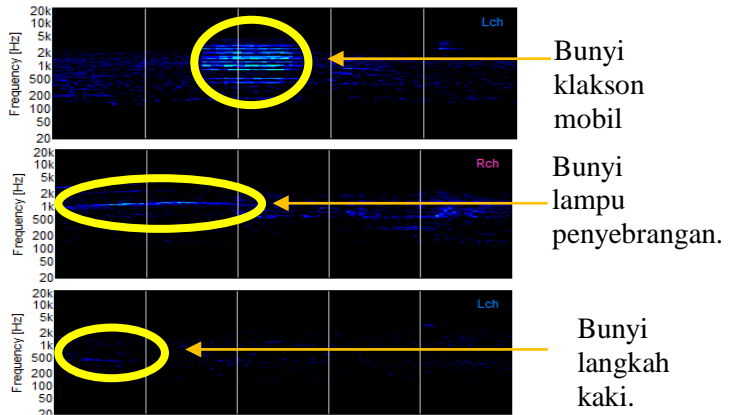 20k
10k
5k
2k
1k
500
200
100
50
20
Frequency [Hz]
Lch
Bunyi
klakson
mobil
20k
10k
5k
2k
1k
500
200
100
50
20
Frequency [Hz]
Rch
Bunyi
lampu
penyebrangan.
20k
10k
5k
2k
1k
500
200
100
50
20
Frequency [Hz]
Lch
Bunyi
langkah
kaki.